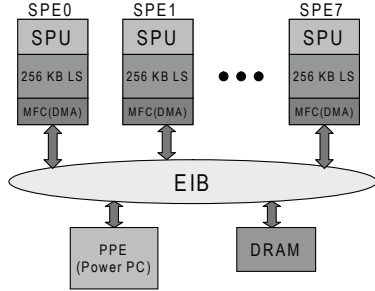 SPE0 SPE1 SPE7
SPU SPU SPU
256 KB LS 256 KB LS 256 KB LS
MFC(DMA) MFC(DMA) MFC(DMA)
EIB
PPE DRAM
(Power PC)